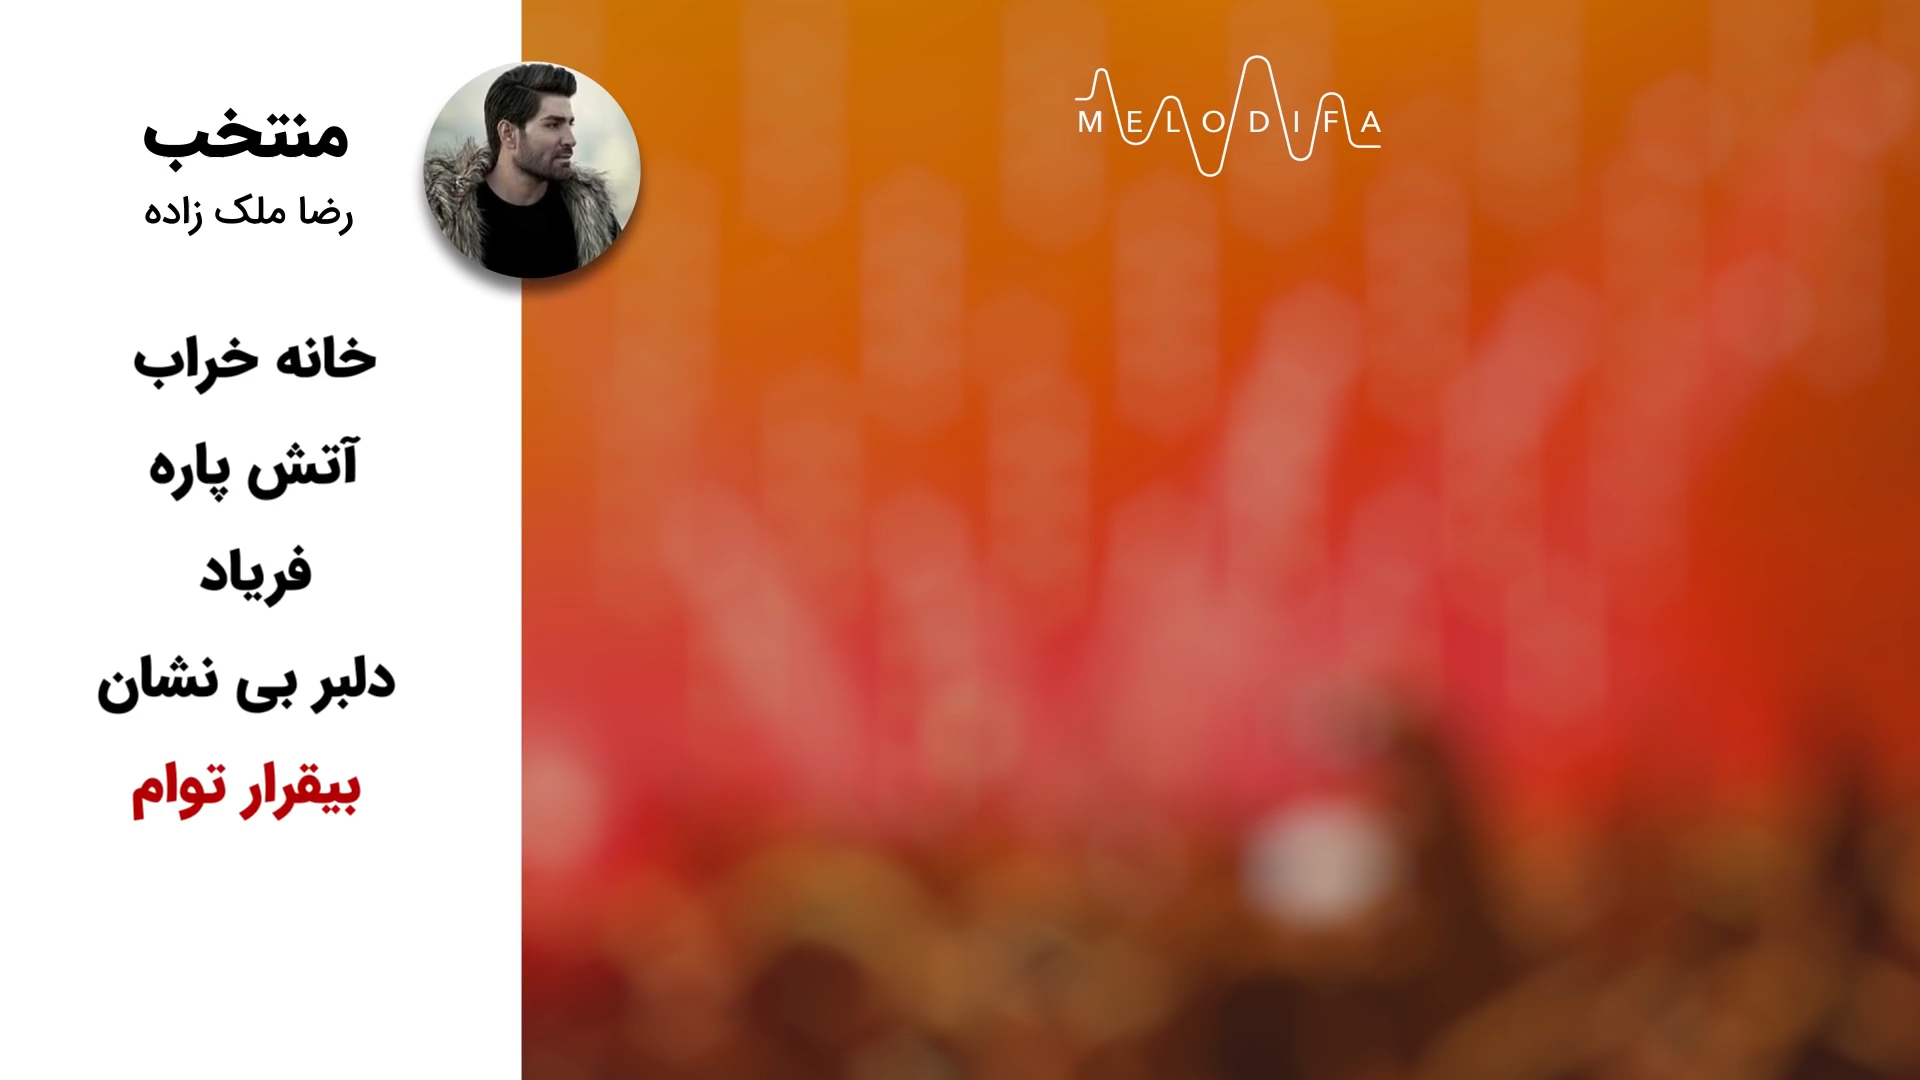 منتخب
رضا ملک زاده
خانه خراب
آتش پاره
فریاد
دلبر بی نشان
بیقرار توام
MELODIFA